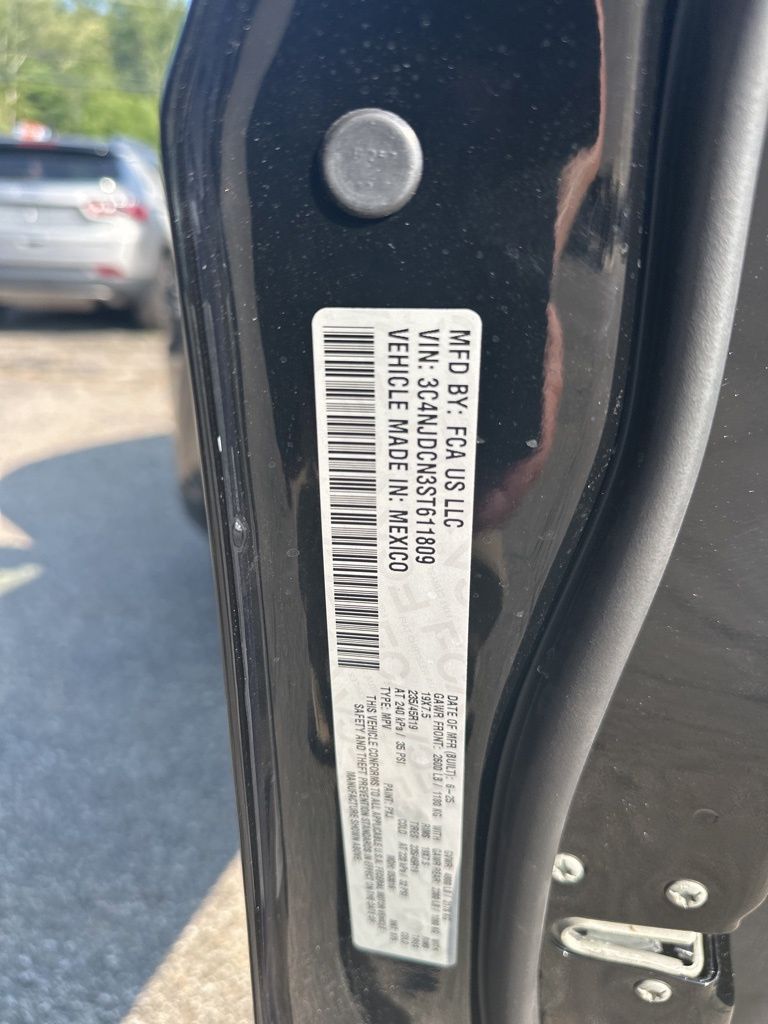 MFD BY: FCA US LLC
VIN: 3C4NJDCN3ST611809
VEHICLE MADE IN: MEXICO
DATE OF MFR (BUILT): 6-25
GAWR FRONT: 2600 LB / 1180 KG WITH
19X7.5
235/45R19
AT 240 kPa / 35 PSI
TYPE: MPV PAINT: PXJ
THIS VEHICLE CONFORMS TO ALL APPLICABLE U.S.A. FEDERAL MOTOR VEHICLE
SAFETY AND THEFT PREVENTION STANDARDS IN EFFECT ON THE DATE OF
MANUFACTURE SHOWN ABOVE.